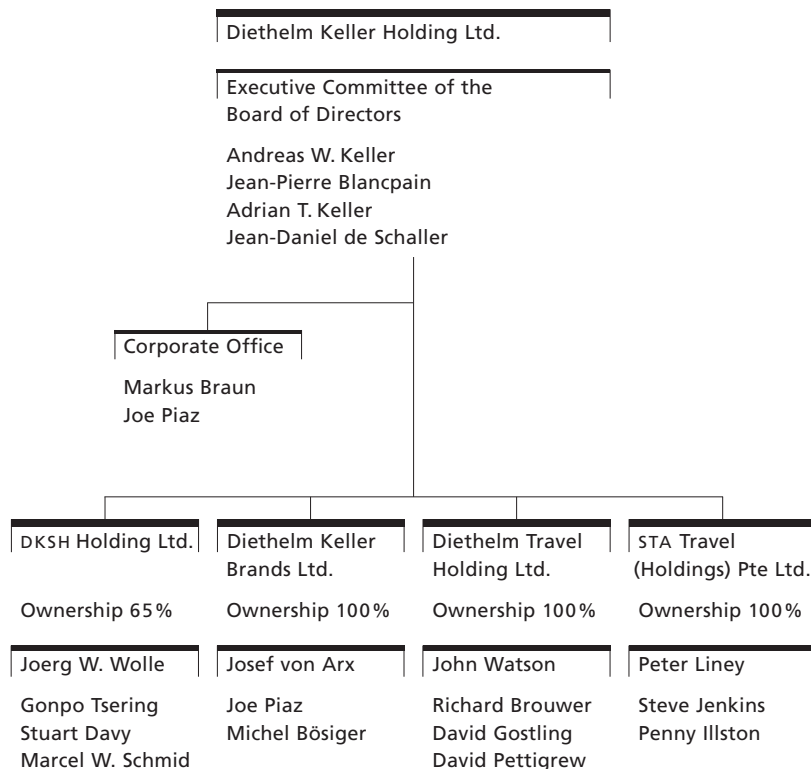 Diethelm Keller Holding Ltd.
Executive Committee of the
Board of Directors
Andreas W. Keller
Jean-Pierre Blancpain
Adrian T. Keller
Jean-Daniel de Schaller
Corporate Office
Markus Braun
Joe Piaz
DKSH Holding Ltd.
Ownership 65%
Joerg W. Wolle
Gonpo Tsering
Stuart Davy
Marcel W. Schmid
Diethelm Keller
Brands Ltd.
Ownership 100%
Josef von Arx
Joe Piaz
Michel Bösiger
Diethelm Travel
Holding Ltd.
Ownership 100%
John Watson
Richard Brouwer
David Gostling
David Pettigrew
STA Travel
(Holdings) Pte Ltd.
Ownership 100%
Peter Liney
Steve Jenkins
Penny Illston